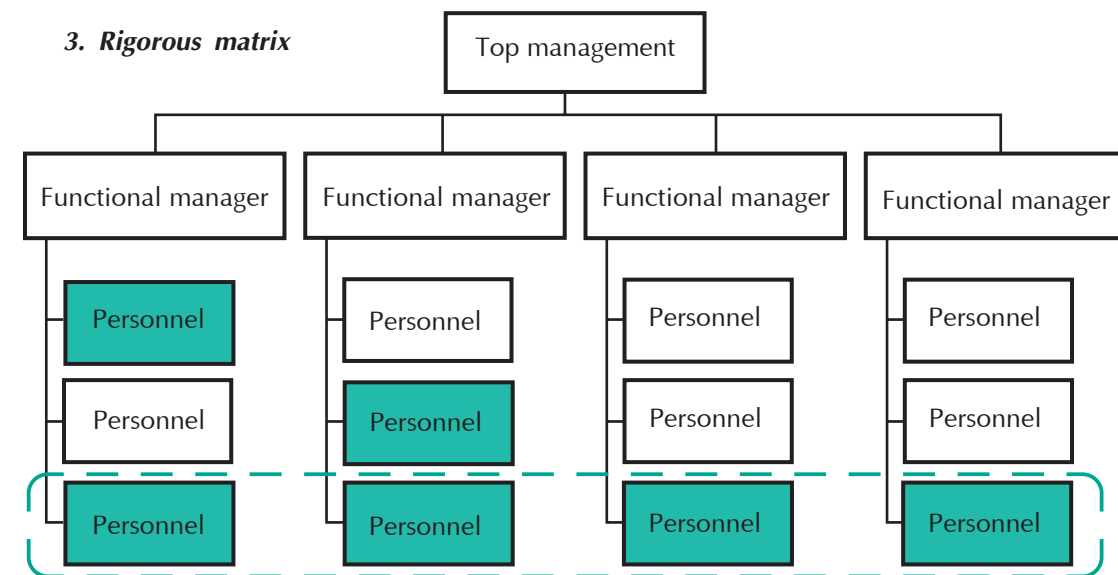 3. Rigorous matrix
Top management
Functional manager
Functional manager
Functional manager
Functional manager
Personnel
Personnel
Personnel
Personnel
Personnel
Personnel
Personnel
Personnel
Personnel
Personnel
Personnel
Personnel